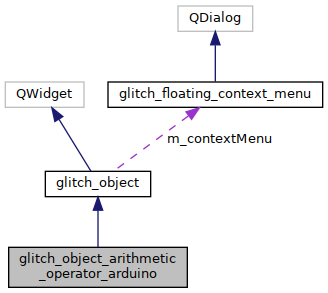 QDialog
QWidget
glitch_floating_context_menu
m_contextMenu
glitch_object
glitch_object_arithmetic
_operator_arduino